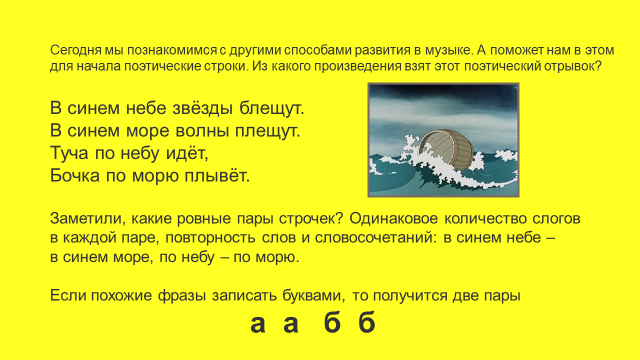 Сегодня мы познакомимся с другими способами развития в музыке. А поможет нам в этом
для начала поэтические строки. Из какого произведения взят этот поэтический отрывок?
В синем небе звёзды блещут.
В синем море волны плещут.
Туча по небу идёт,
Бочка по морю плывёт.
Заметили, какие ровные пары строчек? Одинаковое количество слогов
в каждой паре, повторность слов и словосочетаний: в синем небе –
в синем море, по небу – по морю.
Если похожие фразы записать буквами, то получится две пары
а а б б